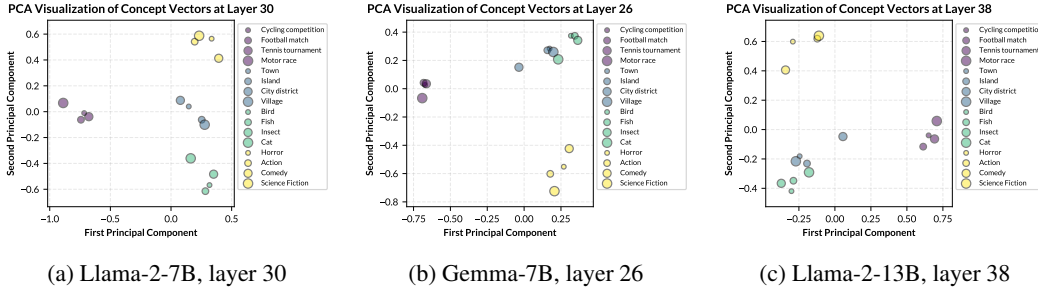 PCA Visualization of Concept Vectors at Layer 30
Second Principal Component
0.6
0.4
0.2
0.0
−0.2
−0.4
−0.6
−1.0 −0.5 0.0 0.5
First Principal Component
Cycling competition
Football match
Tennis tournament
Motor race
Town
Island
City district
Village
Bird
Fish
Insect
Cat
Horror
Action
Comedy
Science Fiction
(a) Llama-2-7B, layer 30
PCA Visualization of Concept Vectors at Layer 26
Second Principal Component
0.4
0.2
0.0
−0.2
−0.4
−0.6
−0.8
−0.75 −0.50 −0.25 0.00 0.25
First Principal Component
Cycling competition
Football match
Tennis tournament
Motor race
Town
Island
City district
Village
Bird
Fish
Insect
Cat
Horror
Action
Comedy
Science Fiction
(b) Gemma-7B, layer 26
PCA Visualization of Concept Vectors at Layer 38
Second Principal Component
0.6
0.4
0.2
0.0
−0.2
−0.4
−0.25 0.00 0.25 0.50 0.75
First Principal Component
Cycling competition
Football match
Tennis tournament
Motor race
Town
Island
City district
Village
Bird
Fish
Insect
Cat
Horror
Action
Comedy
Science Fiction
(c) Llama-2-13B, layer 38